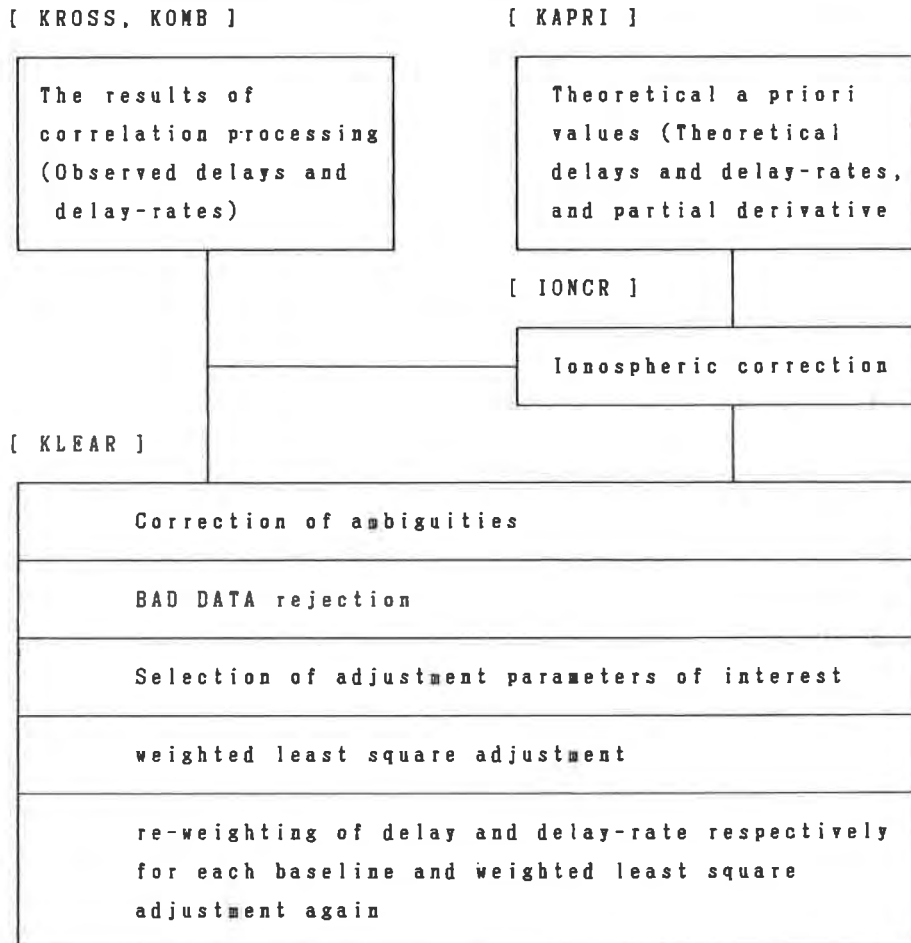 [ KROSS, KOMB ]
[ KAPRI ]
The results of
correlation processing
(Observed delays and
delay-rates)
Theoretical a priori
values (Theoretical
delays and delay-rates,
and partial derivative
[ IONCR ]
Ionospheric correction
[ KLEAR ]
Correction of ambiguities
BAD DATA rejection
Selection of adjustment parameters of interest
weighted least square adjustment
re-weighting of delay and delay-rate respectively
for each baseline and weighted least square
adjustment again